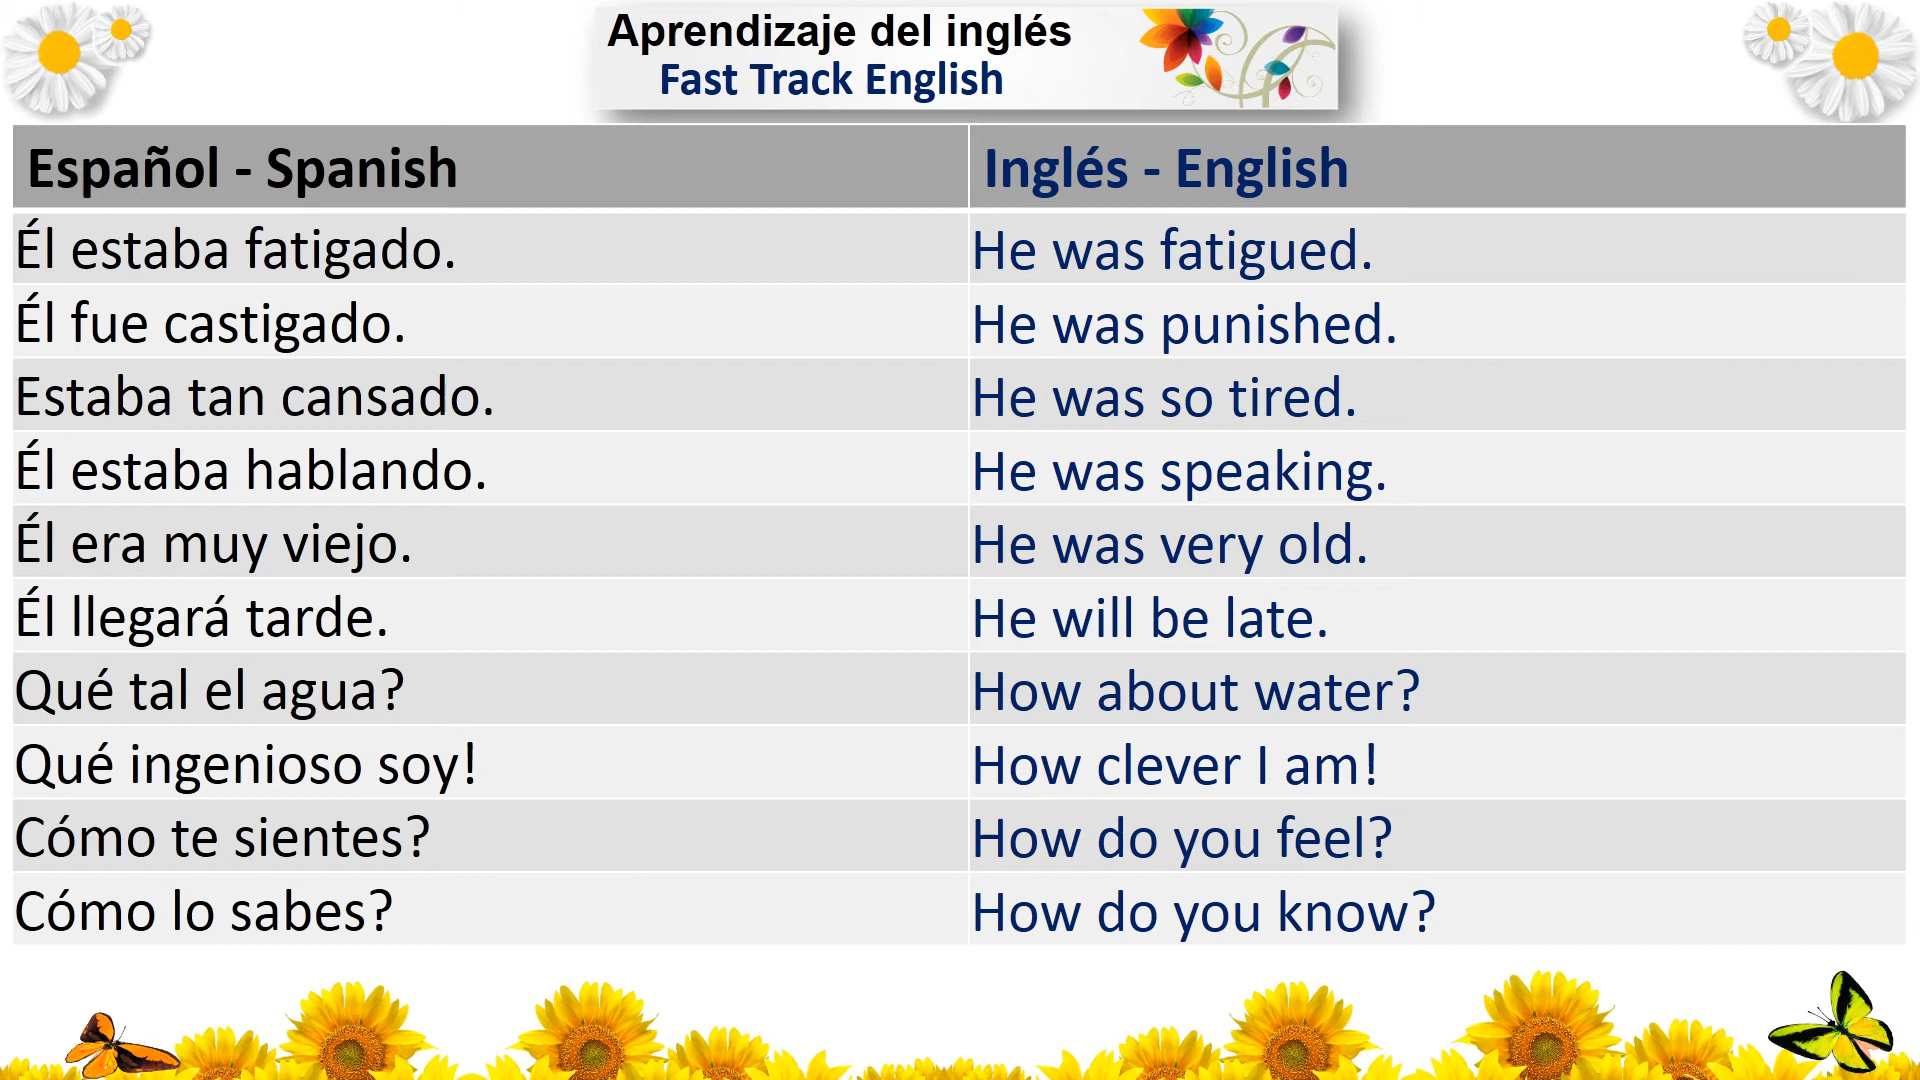 Aprendizaje del inglés
Fast Track English
Español - Spanish
Inglés - English
Él estaba fatigado.
He was fatigued.
Él fue castigado.
He was punished.
Estaba tan cansado.
He was so tired.
Él estaba hablando.
He was speaking.
Él era muy viejo.
He was very old.
Él llegará tarde.
He will be late.
Qué tal el agua?
How about water?
Qué ingenioso soy!
How clever I am!
Cómo te sientes?
How do you feel?
Cómo lo sabes?
How do you know?